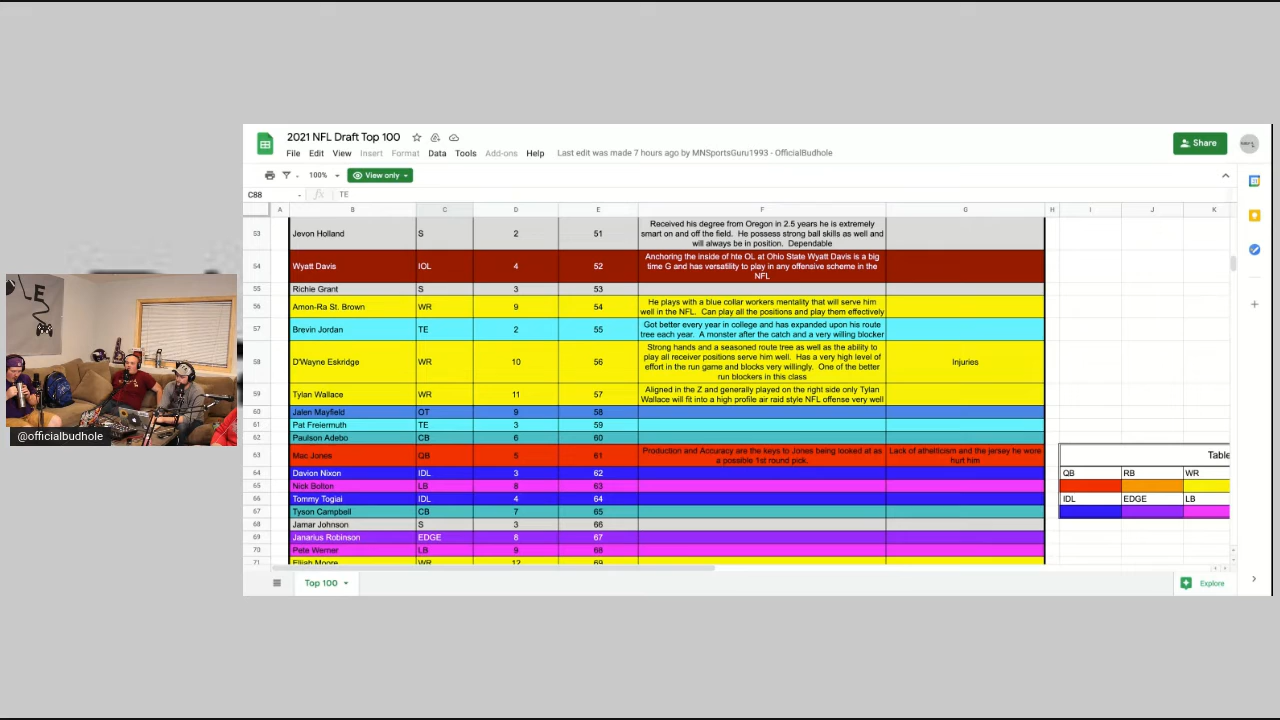 2021 NFL Draft Top 100
File Edit View Insert Format Data Tools Add-ons Help Last edit was made 7 hours ago by MNSportsGuru1993 - OfficialBudhole
Share
100% View only
C88 fx TE
A B C D E F G H I J K
53 Jevon Holland S 2 51 Received his degree from Oregon in 2.5 years he is extremely
smart on and off the field. He possess strong ball skills as well and
will always be in position. Dependable
54 Wyatt Davis IOL 4 52 Anchoring the inside of hte OL at Ohio State Wyatt Davis is a big
time G and has versatility to play in any offensive scheme in the
NFL
55 Richie Grant S 3 53
56 Amon-Ra St. Brown WR 9 54 He plays with a blue collar workers mentality that will serve him
well in the NFL. Can play all the positions and play them effectively
57 Brevin Jordan TE 2 55 Got better every year in college and has expanded upon his route
tree each year. A monster after the catch and a very willing blocker
58 D'Wayne Eskridge WR 10 56 Strong hands and a seasoned route tree as well as the ability to
play all receiver positions serve him well. Has a very high level of
effort in the run game and blocks very willingly. One of the better
run blockers in this class
Injuries
59 Tylan Wallace WR 11 57 Aligned in the Z and generally played on the right side only Tylan
Wallace will fit into a high profile air raid style NFL offense very well
60 Jalen Mayfield OT 9 58
61 Pat Freiermuth TE 3 59
62 Paulson Adebo CB 6 60
63 Mac Jones QB 5 61 Production and Accuracy are the keys to Jones being looked at as
a possible 1st round pick.
Lack of athelticism and the jersey he wore
hurt him
64 Davion Nixon IDL 3 62
65 Nick Bolton LB 8 63
66 Tommy Togiai IDL 4 64
67 Tyson Campbell CB 7 65
68 Jamar Johnson S 3 66
69 Janarius Robinson EDGE 8 67
70 Pete Werner LB 9 68
71 Elijah Moore WR 12 69
Table
QB RB WR
IDL EDGE LB
Top 100
Explore
LE
@officialbudhole